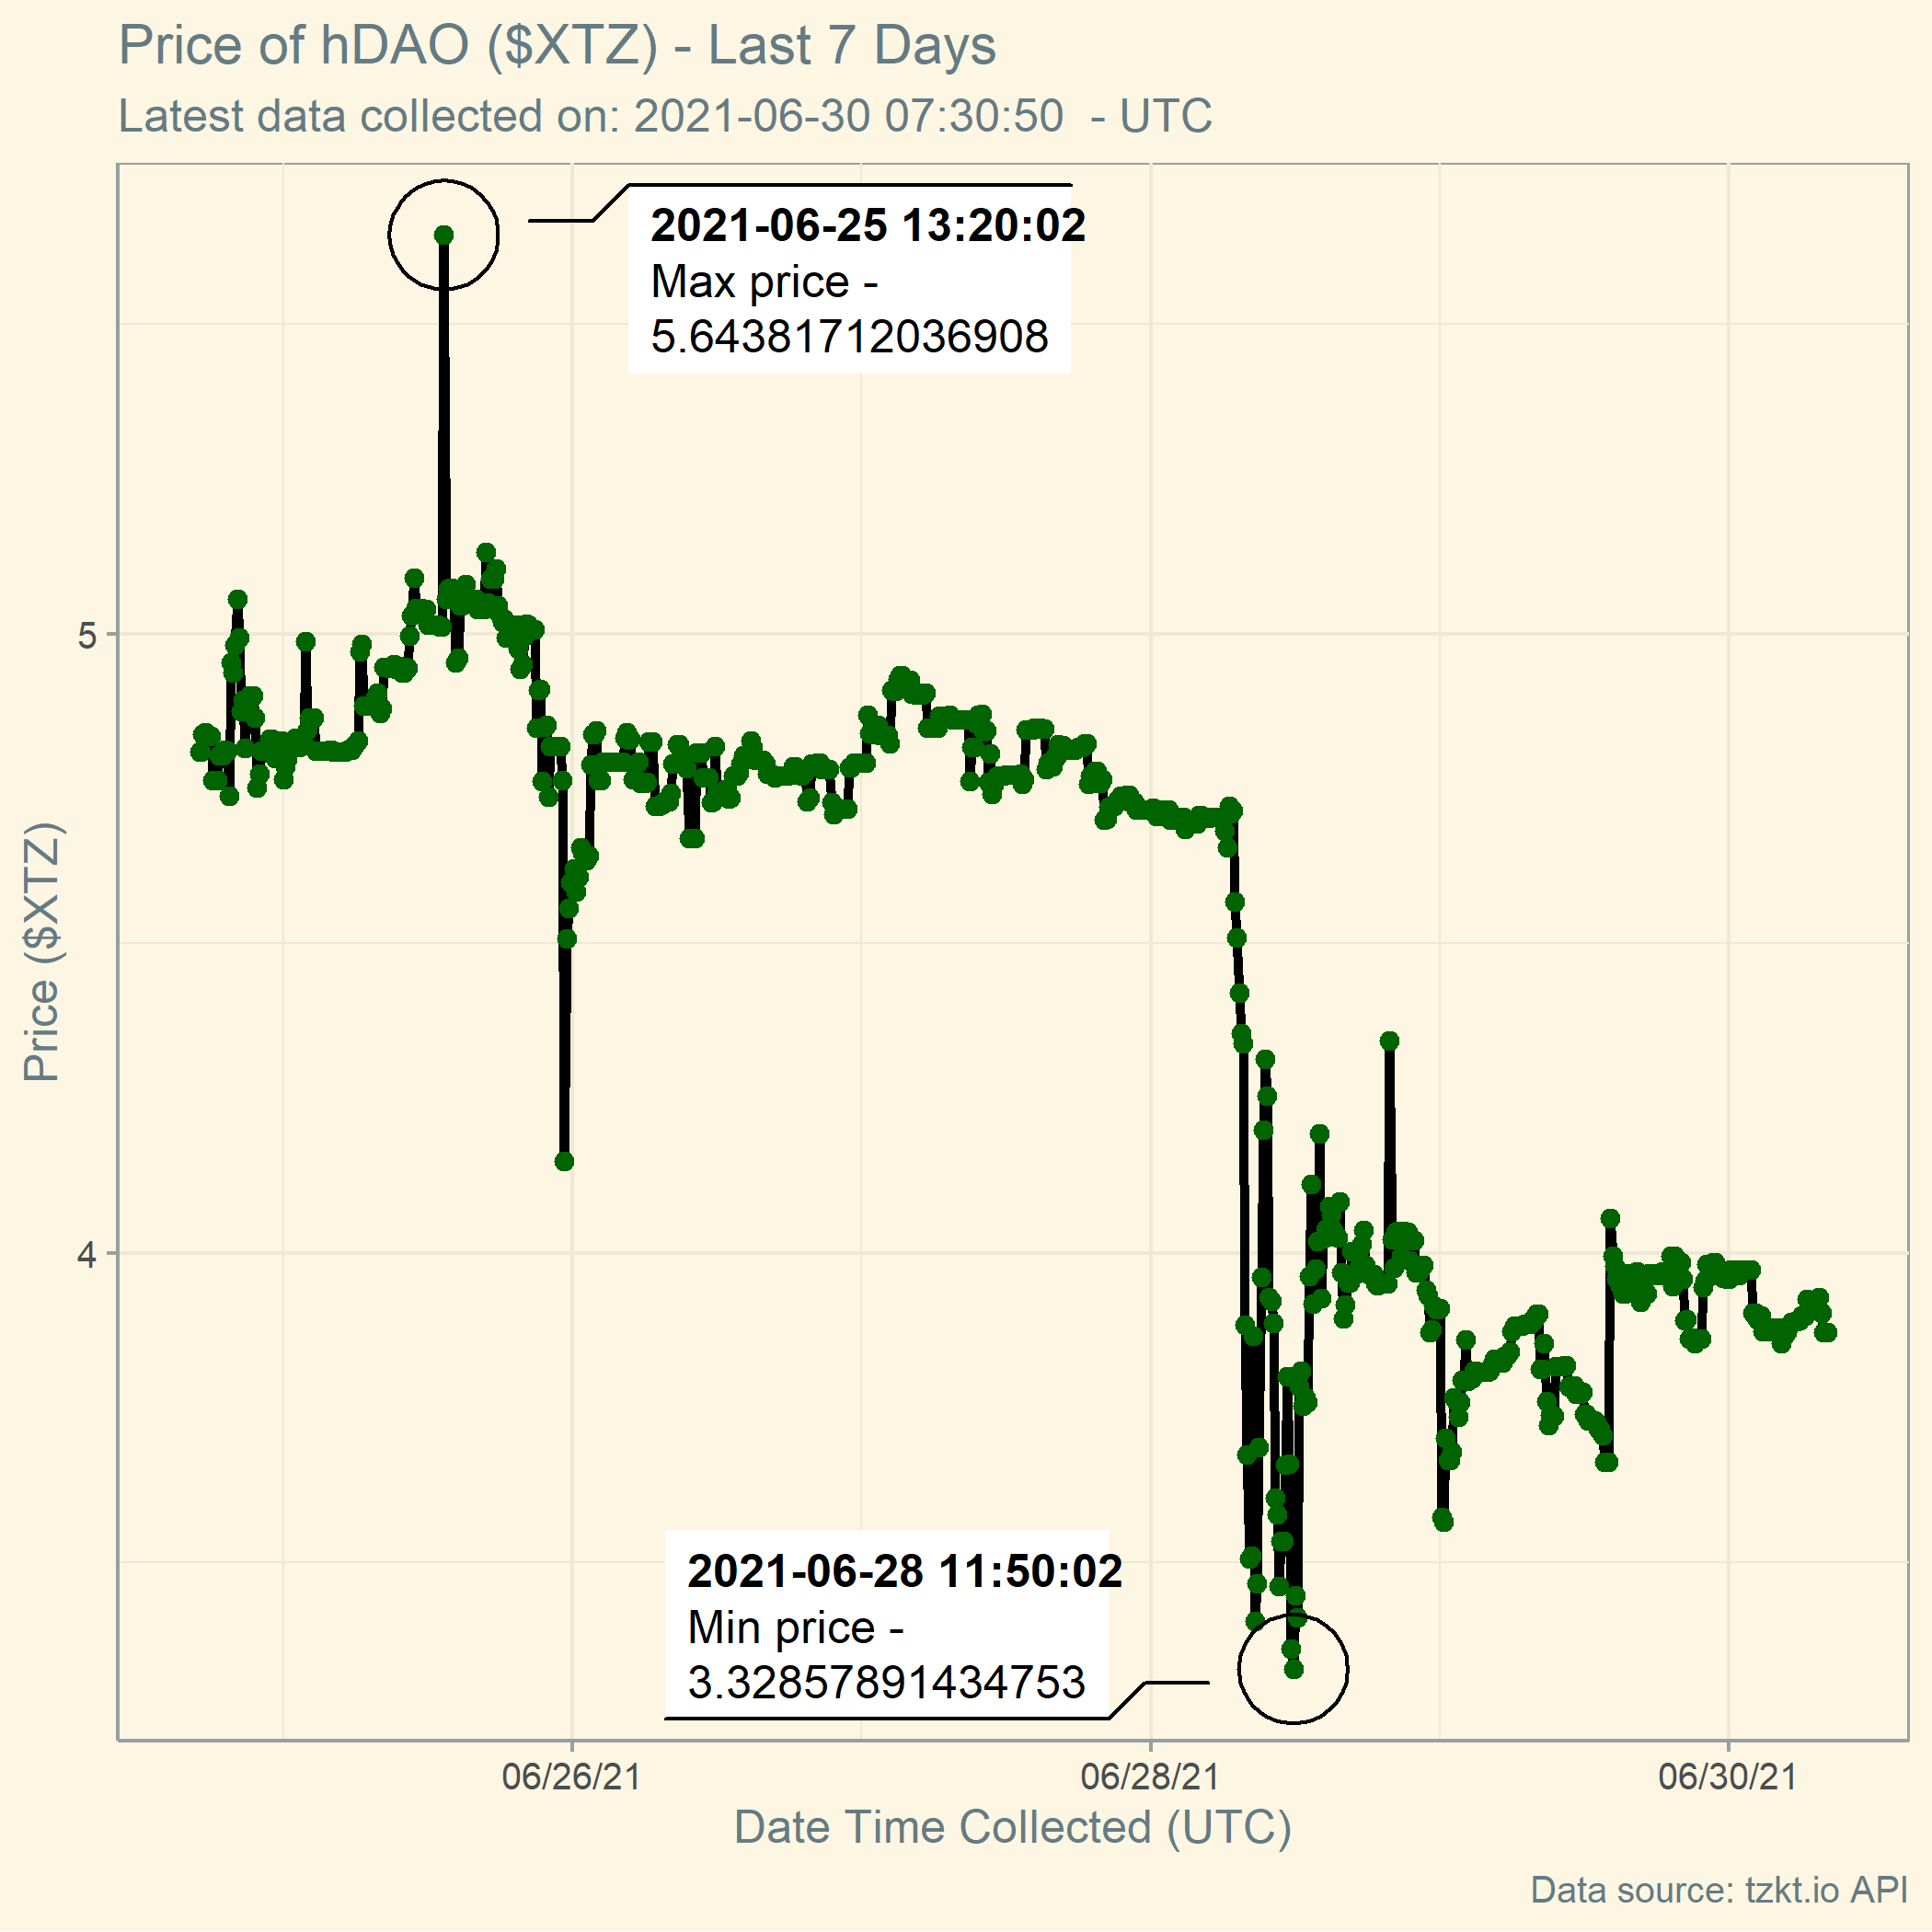 Price of hDAO ($XTZ) - Last 7 Days
Latest data collected on: 2021-06-30 07:30:50  - UTC
2021-06-25 13:20:02
Max price -
5.64381712036908
5
Price ($XTZ)
4
2021-06-28 11:50:02
Min price -
3.32857891434753
06/26/21
06/28/21
06/30/21
Date Time Collected (UTC)
Data source: tzkt.io API